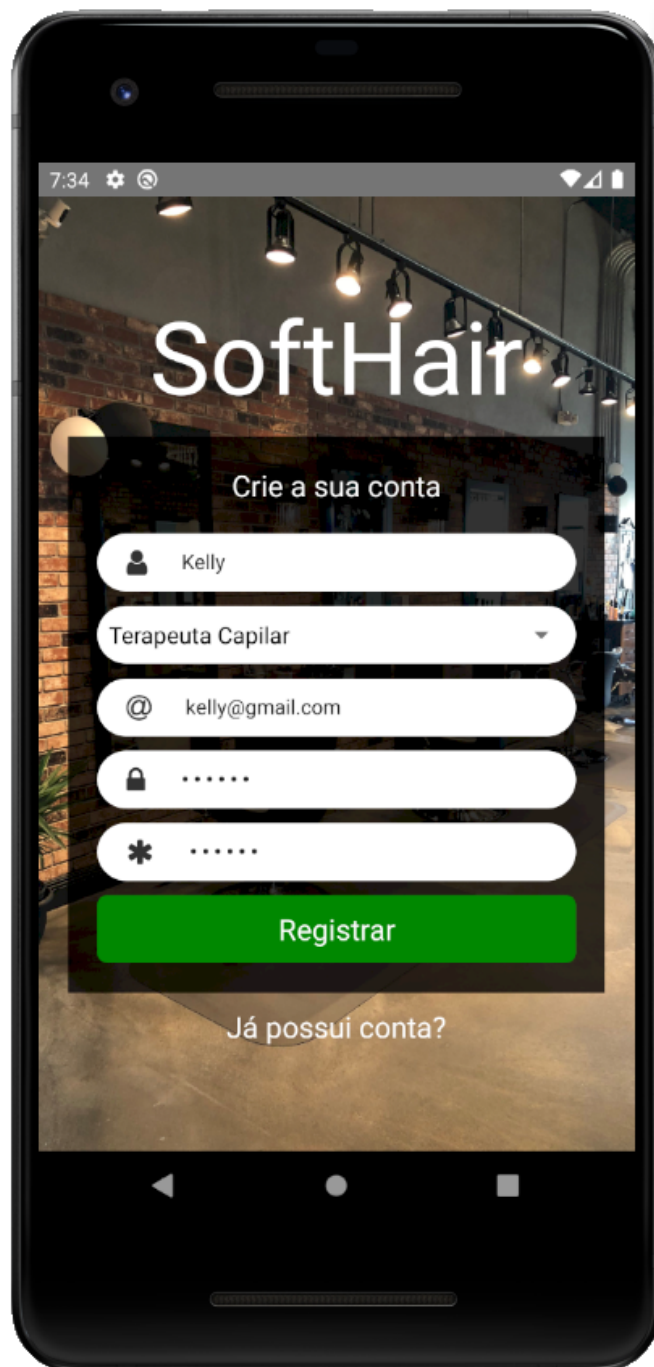 7:34
SoftHair
Crie a sua conta
Kelly
Terapeuta Capilar
@ kelly@gmail.com
••••••
✱ ••••••
Registrar
Já possui conta?